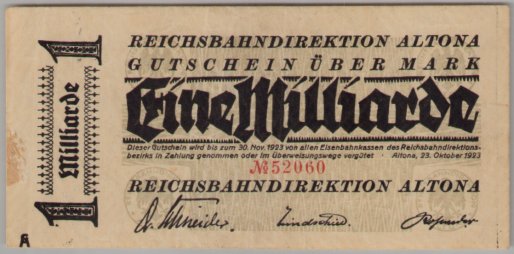 1 Milliarde 1
A
REICHSBAHNDIREKTION ALTONA
GUTSCHEIN ÜBER MARK
Eine Milliarde
Dieser Gutschein wird bis zum 30. Nov. 1923 von allen Eisenbahnkassen des Reichsbahndirektions-
bezirks in Zahlung genommen oder im Überweisungswege vergütet · Altona, 23. Oktober 1923
№52060
REICHSBAHNDIREKTION ALTONA